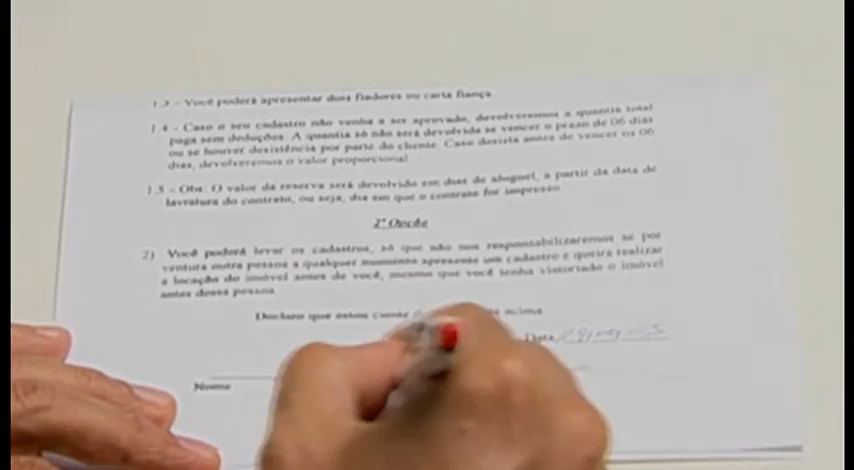 1.3 - Você poderá apresentar dois fiadores ou carta fiança
1.4 - Caso o seu cadastro não venha a ser aprovado, devolveremos a quantia total
paga sem deduções. A quantia só não será devolvida se vencer o prazo de 06 dias
ou se houver desistência por parte do cliente. Caso desista antes de vencer os 06
dias, devolveremos o valor proporcional.
1.5 - Obs: O valor da reserva será devolvido em dias de aluguel, a partir da data de
lavratura do contrato, ou seja, dia em que o contrato for impresso
2ª Opção
2) Você poderá levar os cadastros, só que não nos responsabilizaremos se por
ventura outra pessoa a qualquer momento apresente um cadastro e queira realizar
a locação do imóvel antes de você, mesmo que você tenha vistoriado o imóvel
antes dessa pessoa.
Declaro que estou ciente acima
Data
Nome